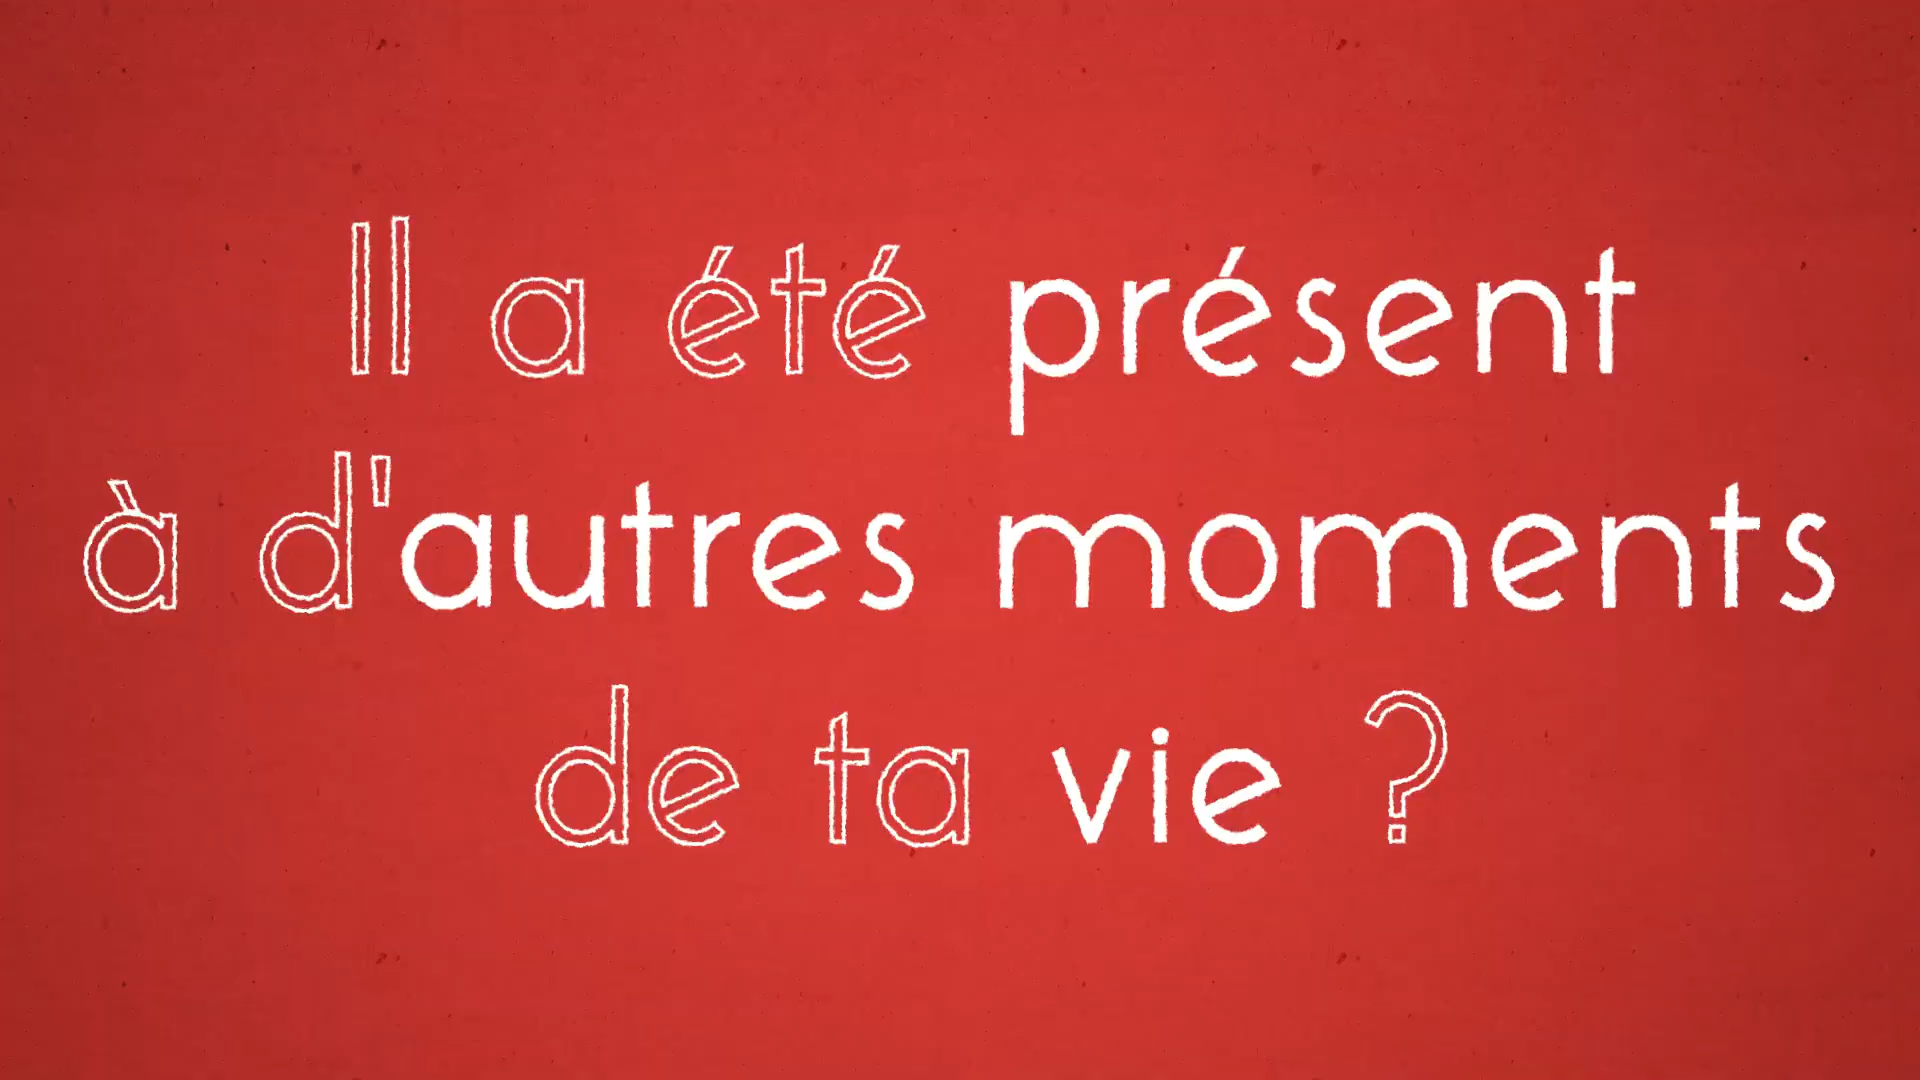 Il a été présent
à d'autres moments
de ta vie ?